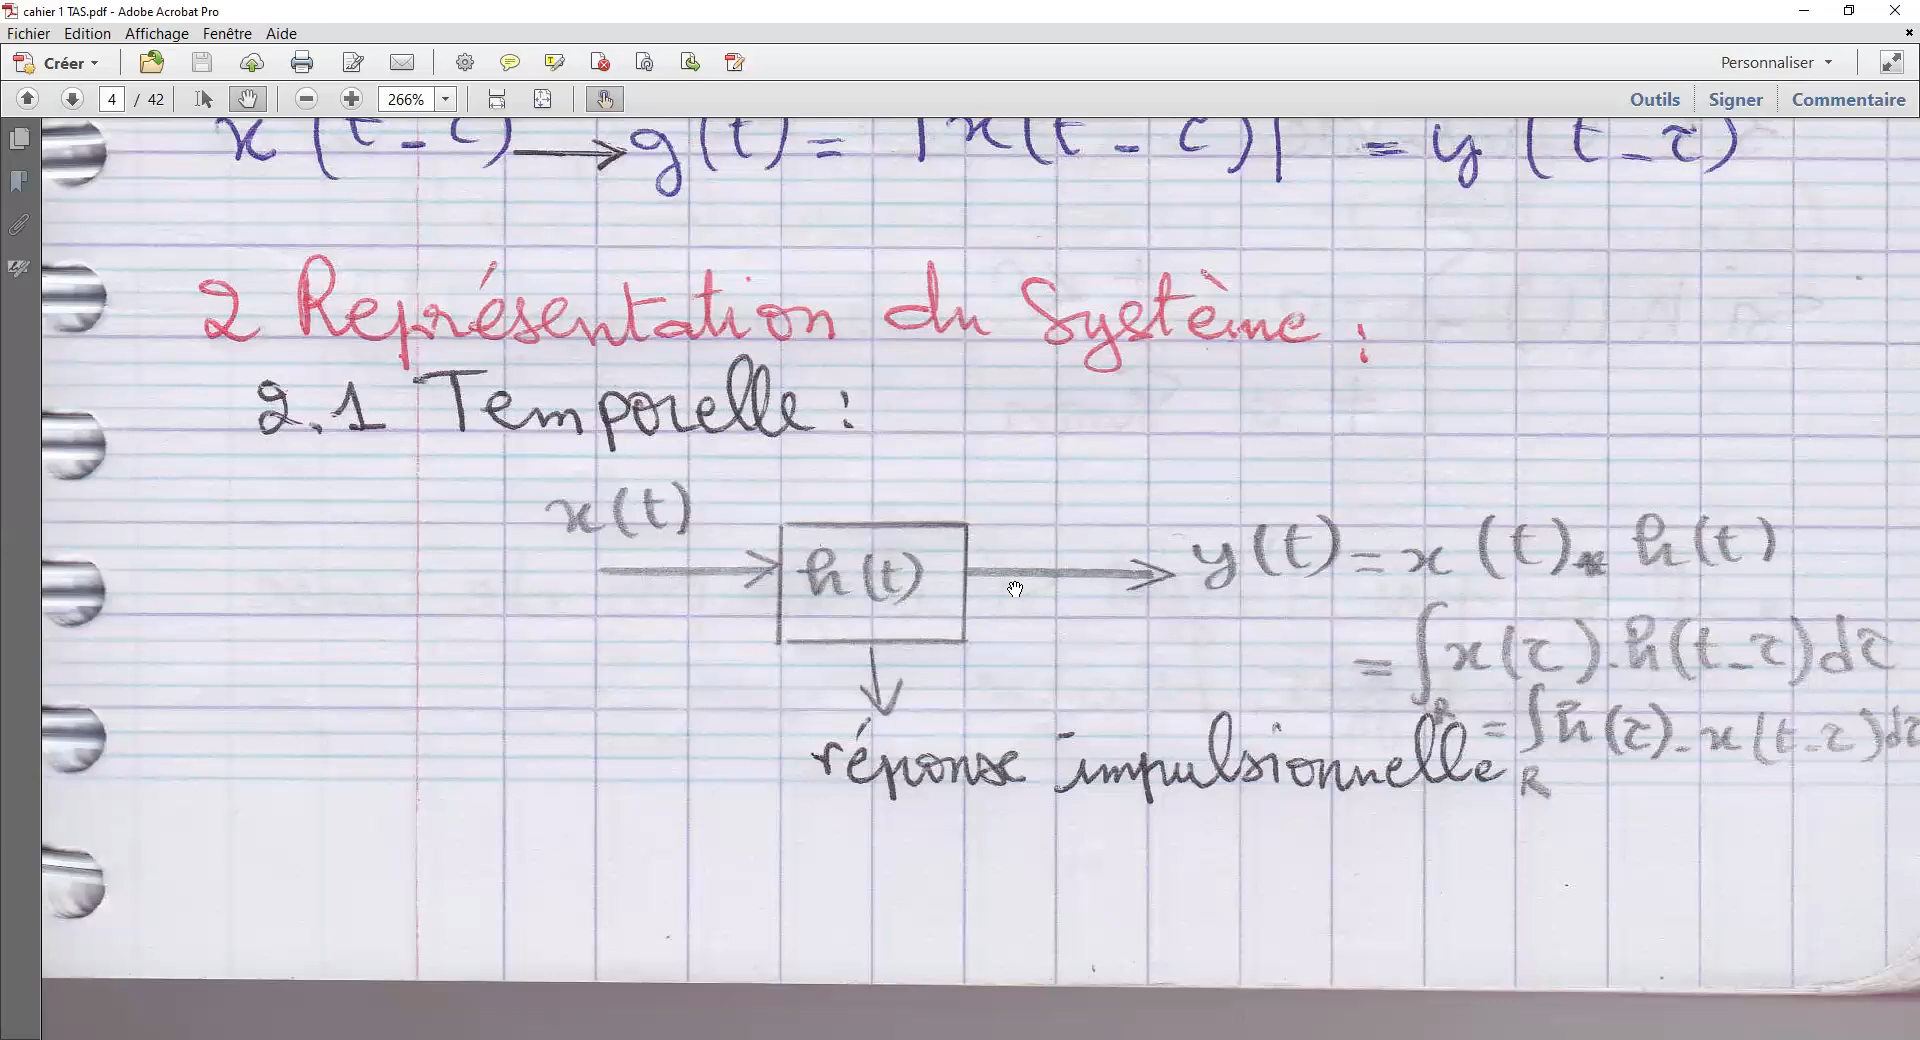 cahier 1 TAS.pdf - Adobe Acrobat Pro
Fichier Edition Affichage Fenêtre Aide
Créer Personnaliser
4 / 42 266% Outils Signer Commentaire
x(t-τ) → g(t) = |x(t-τ)| = y(t-τ)
2 Représentation du Système :
2.1 Temporelle :
x(t)
h(t)
y(t) = x(t) * h(t)
= ∫ x(τ).h(t-τ)dτ
R
= ∫ h(τ).x(t-τ)dτ
R
réponse impulsionnelle